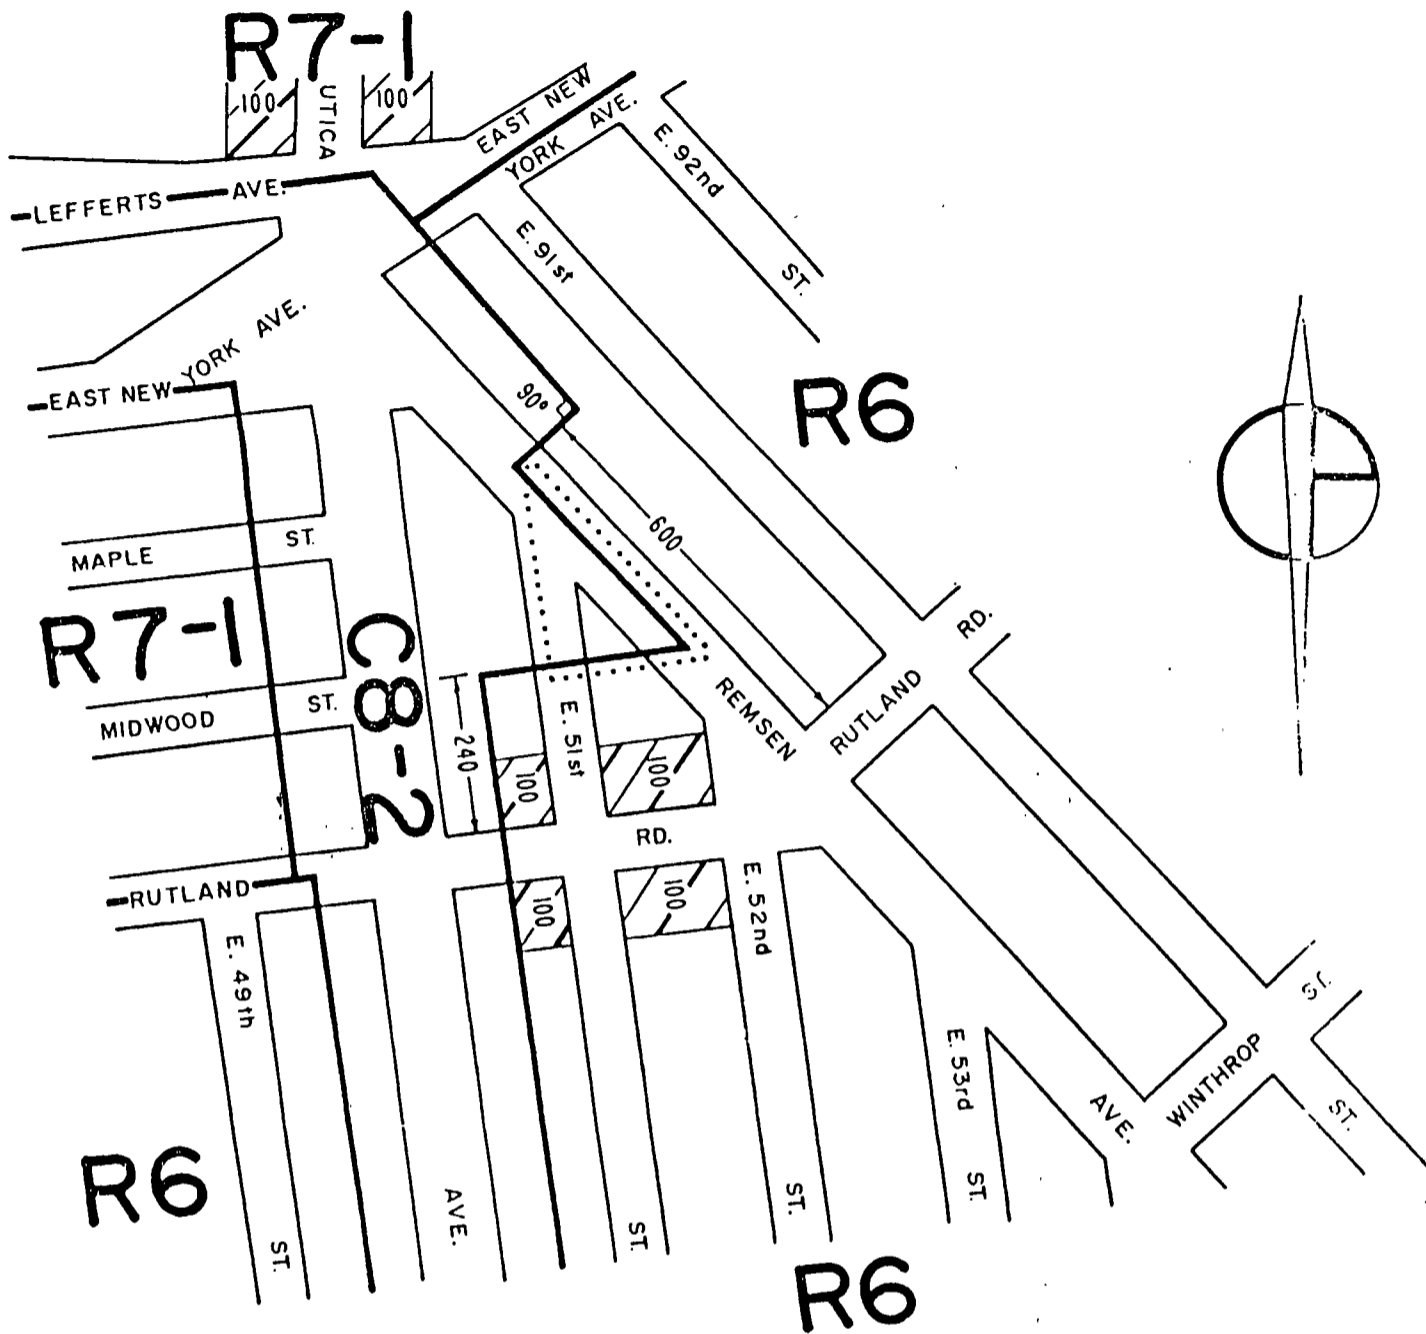 R7-1
100
UTICA
100
EAST NEW
YORK AVE.
E. 92nd
ST.
LEFFERTS AVE.
E. 91st
YORK AVE.
EAST NEW
90°
R6
600
MAPLE ST.
R7-1
C8-2
MIDWOOD ST.
240
E. 51st
REMSEN
RUTLAND
RD.
100
100
RD.
RUTLAND
100
100
E. 52nd
E. 49th
E. 53rd
ST.
WINTHROP
AVE.
ST.
R6
AVE.
ST.
ST.
ST.
ST.
R6